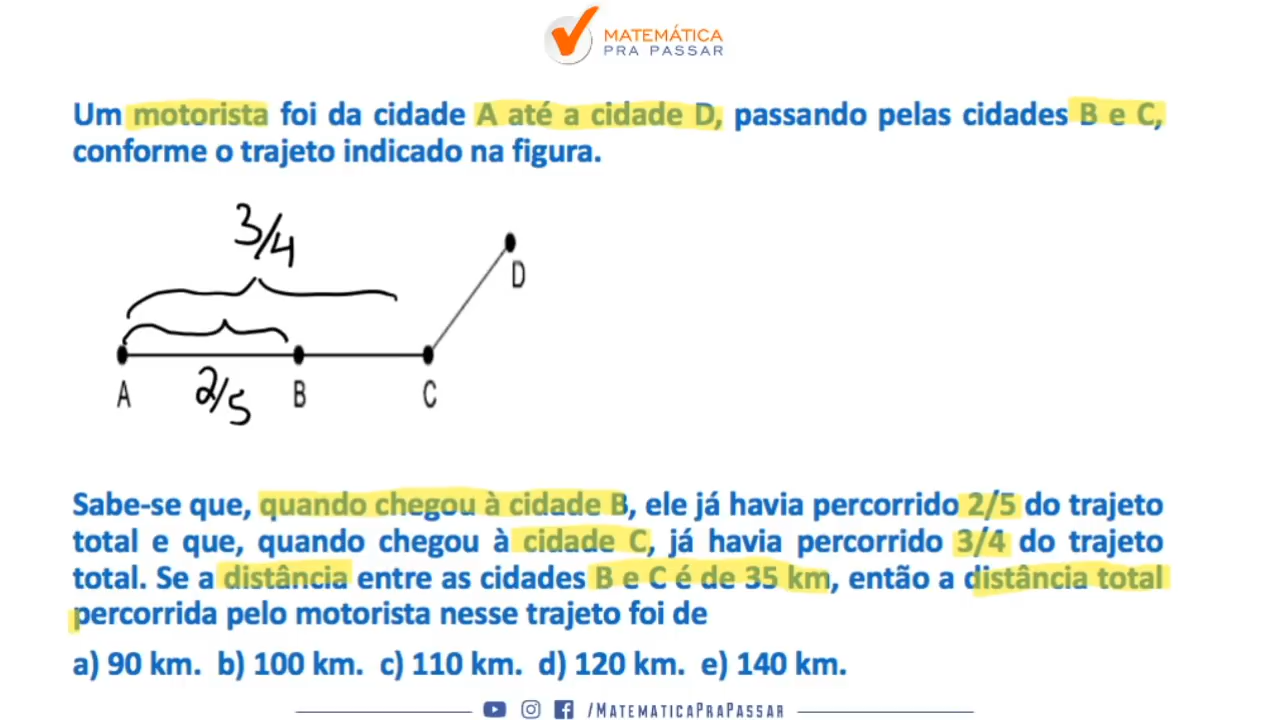 MATEMÁTICA
PRA PASSAR
Um motorista foi da cidade A até a cidade D, passando pelas cidades B e C,
conforme o trajeto indicado na figura.
3/4
D
A
2/5
B
C
Sabe-se que, quando chegou à cidade B, ele já havia percorrido 2/5 do trajeto
total e que, quando chegou à cidade C, já havia percorrido 3/4 do trajeto
total. Se a distância entre as cidades B e C é de 35 km, então a distância total
percorrida pelo motorista nesse trajeto foi de
a) 90 km. b) 100 km. c) 110 km. d) 120 km. e) 140 km.
/MATEMATICAPRAPASSAR